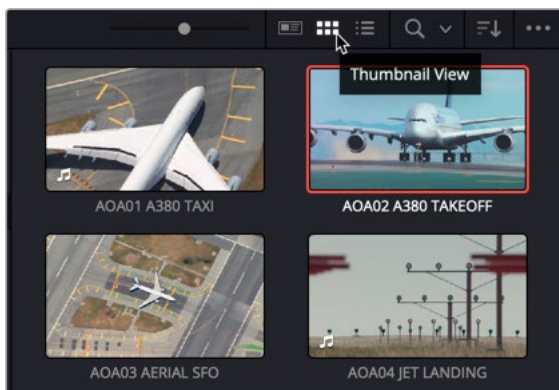 Thumbnail View
AOA01 A380 TAXI
AOA02 A380 TAKEOFF
AOA03 AERIAL SFO
AOA04 JET LANDING